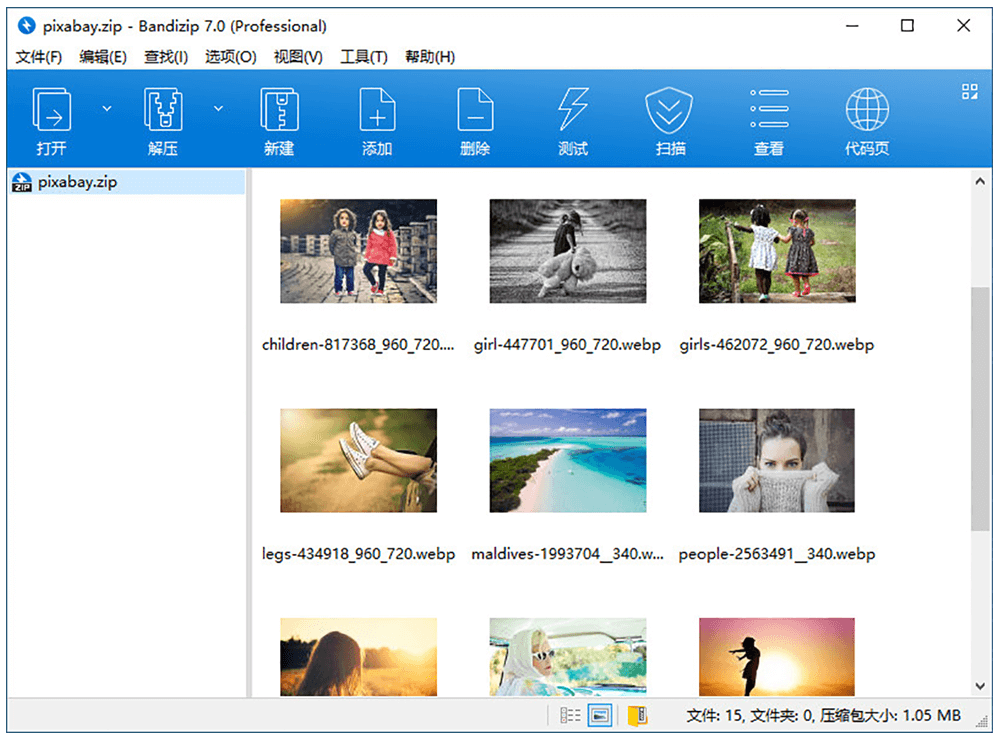 pixabay.zip - Bandizip 7.0 (Professional)
文件(F) 编辑(E) 查找(I) 选项(O) 视图(V) 工具(T) 帮助(H)
打开 解压 新建 添加 删除 测试 扫描 查看 代码页
ZIP pixabay.zip
children-817368_960_720.... girl-447701_960_720.webp girls-462072_960_720.webp
legs-434918_960_720.webp maldives-1993704__340.w... people-2563491__340.webp
文件: 15, 文件夹: 0, 压缩包大小: 1.05 MB